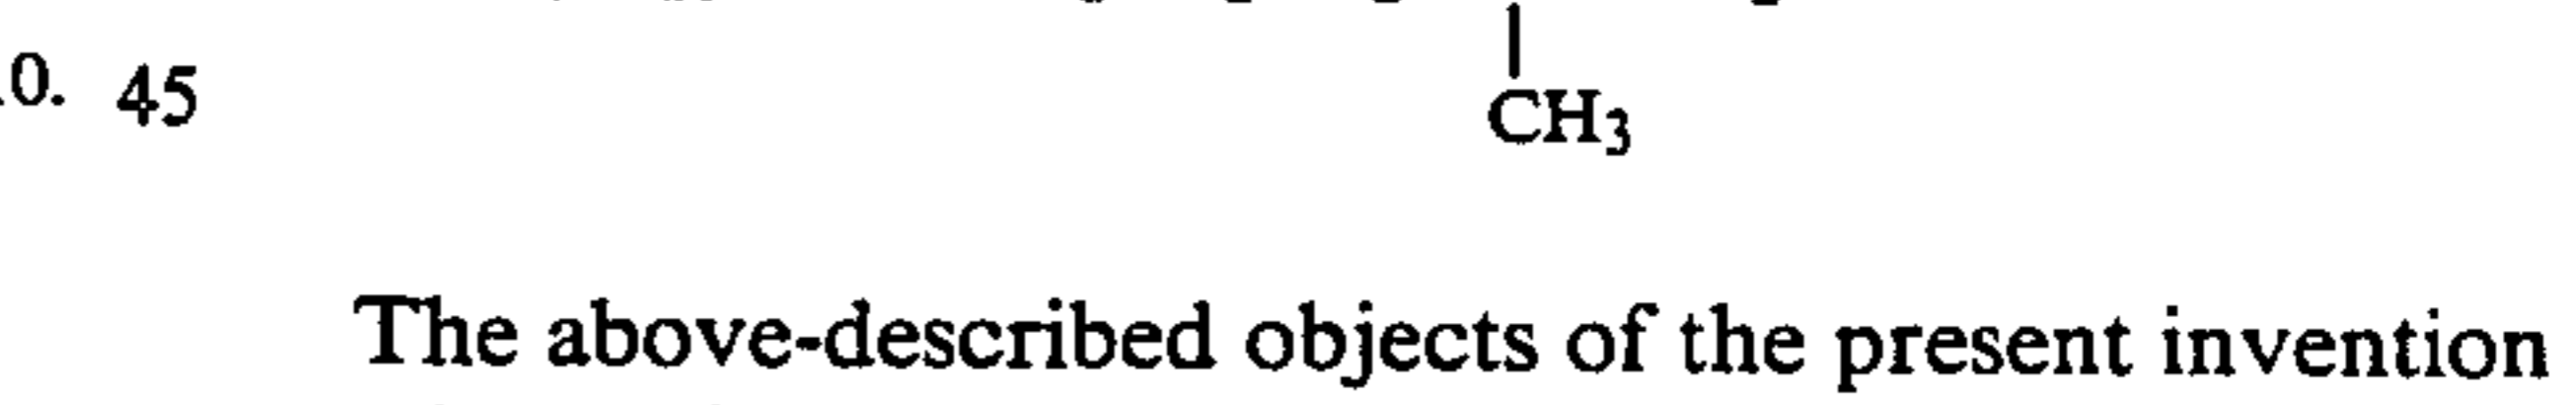 .0. 45
CH₃
The above-described objects of the present invention